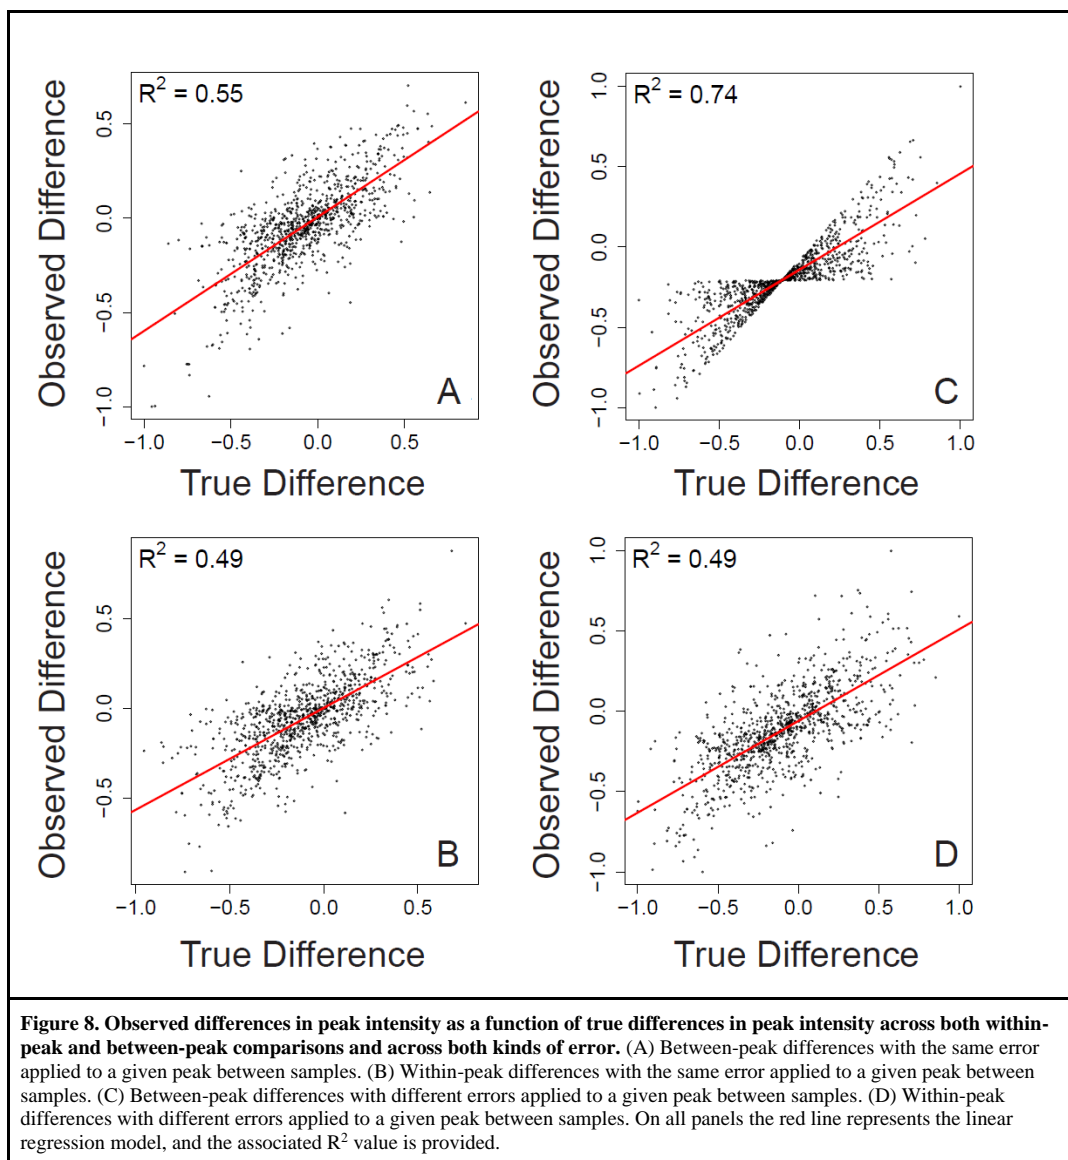 R² = 0.55
Observed Difference
0.5
0.0
−0.5
−1.0
A
−1.0 −0.5 0.0 0.5
True Difference
R² = 0.74
Observed Difference
1.0
0.5
0.0
−0.5
−1.0
C
−1.0 −0.5 0.0 0.5 1.0
True Difference
R² = 0.49
Observed Difference
0.5
0.0
−0.5
B
−1.0 −0.5 0.0 0.5
True Difference
R² = 0.49
Observed Difference
1.0
0.5
0.0
−0.5
−1.0
D
−1.0 −0.5 0.0 0.5 1.0
True Difference
Figure 8. Observed differences in peak intensity as a function of true differences in peak intensity across both within-
peak and between-peak comparisons and across both kinds of error. (A) Between-peak differences with the same error
applied to a given peak between samples. (B) Within-peak differences with the same error applied to a given peak between
samples. (C) Between-peak differences with different errors applied to a given peak between samples. (D) Within-peak
differences with different errors applied to a given peak between samples. On all panels the red line represents the linear
regression model, and the associated R² value is provided.